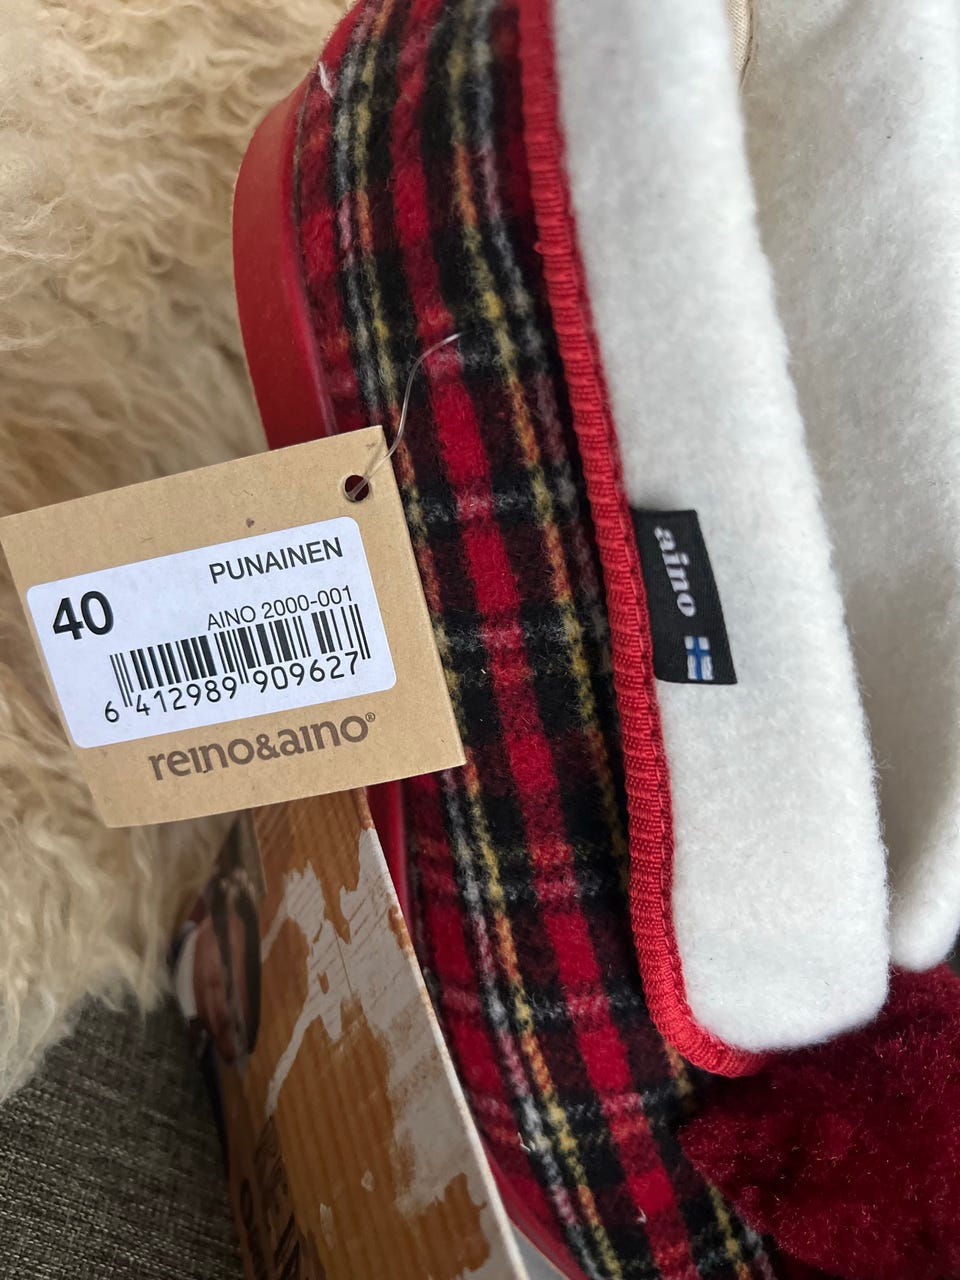 PUNAINEN
40
AINO 2000-001
6 412989 909627
reino&aino®
aino